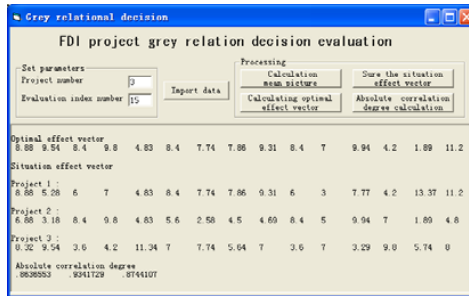 Grey relational decision
FDI project grey relation decision evaluation
Set parameters
Project number 3
Evaluation index number 15
Import data
Processing
Calculation mean picture
Sure the situation effect vector
Calculating optimal effect vector
Absolute correlation degree calculation
Optimal effect vector
8.88 9.54 8.4 9.8 4.83 8.4 7.74 7.86 9.31 8.4 7 9.94 4.2 1.89 11.2
Situation effect vector
Project 1 :
8.88 5.28 6 7 4.83 8.4 7.74 7.86 9.31 6 3 7.77 4.2 13.37 11.2
Project 2 :
6.88 3.18 8.4 9.8 4.83 5.6 2.58 4.5 4.69 8.4 5 9.94 7 1.89 4.8
Project 3 :
8.32 9.54 3.6 4.2 11.34 7 7.74 5.64 7 3.6 7 3.29 9.8 5.74 8
Absolute correlation degree
.8636553 .9341729 .8744107